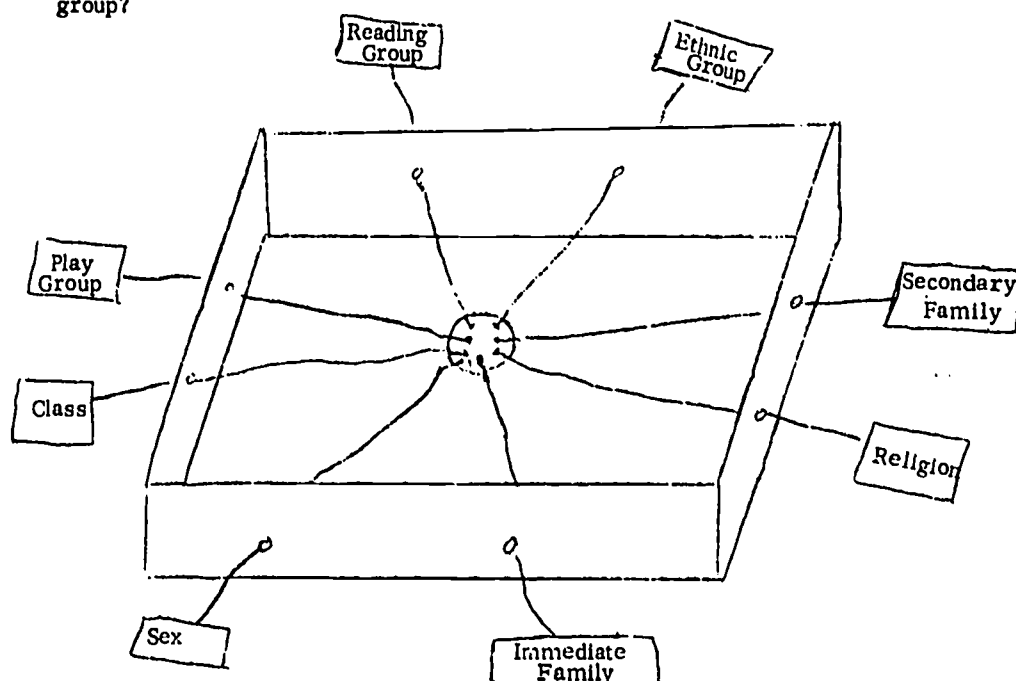 group?
Reading
Group
Ethnic
Group
Play
Group
Secondary
Family
Class
Religion
Sex
Immediate
Family